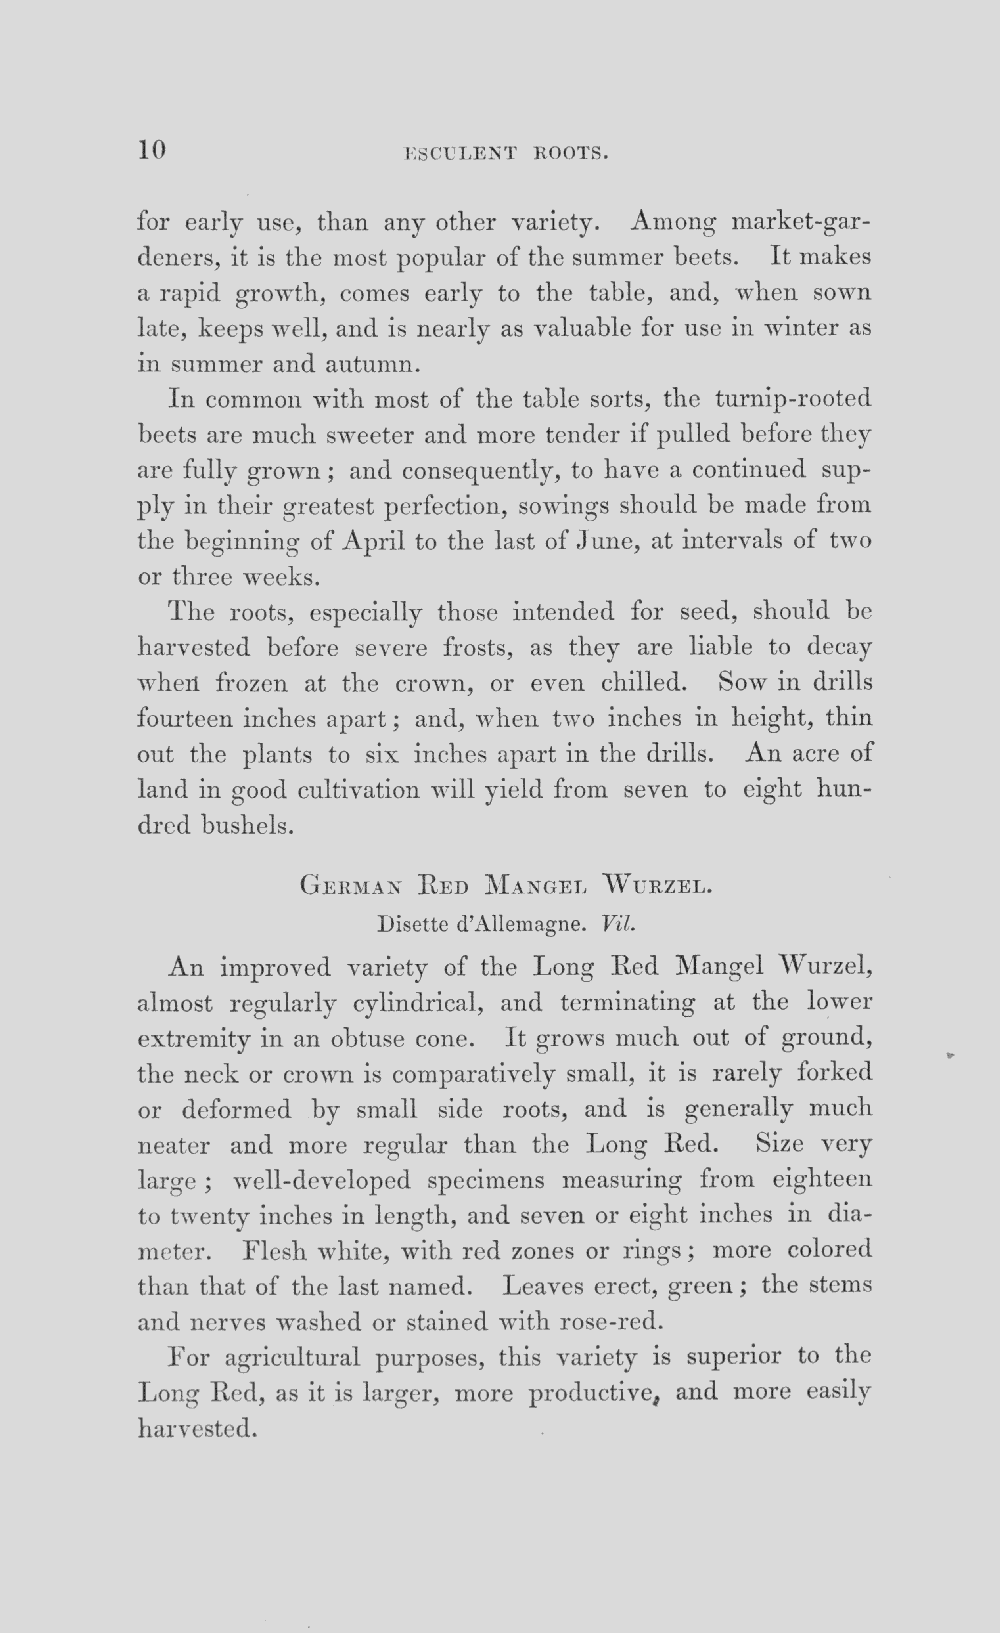 10 ESCULENT ROOTS.
for early use, than any other variety. Among market-gar-
deners, it is the most popular of the summer beets. It makes
a rapid growth, comes early to the table, and, when sown
late, keeps well, and is nearly as valuable for use in winter as
in summer and autumn.
In common with most of the table sorts, the turnip-rooted
beets are much sweeter and more tender if pulled before they
are fully grown; and consequently, to have a continued sup-
ply in their greatest perfection, sowings should be made from
the beginning of April to the last of June, at intervals of two
or three weeks.
The roots, especially those intended for seed, should be
harvested before severe frosts, as they are liable to decay
when frozen at the crown, or even chilled. Sow in drills
fourteen inches apart; and, when two inches in height, thin
out the plants to six inches apart in the drills. An acre of
land in good cultivation will yield from seven to eight hun-
dred bushels.
GERMAN RED MANGEL WURZEL.
Disette d'Allemagne. Vil.
An improved variety of the Long Red Mangel Wurzel,
almost regularly cylindrical, and terminating at the lower
extremity in an obtuse cone. It grows much out of ground,
the neck or crown is comparatively small, it is rarely forked
or deformed by small side roots, and is generally much
neater and more regular than the Long Red. Size very
large; well-developed specimens measuring from eighteen
to twenty inches in length, and seven or eight inches in dia-
meter. Flesh white, with red zones or rings; more colored
than that of the last named. Leaves erect, green; the stems
and nerves washed or stained with rose-red.
For agricultural purposes, this variety is superior to the
Long Red, as it is larger, more productive, and more easily
harvested.